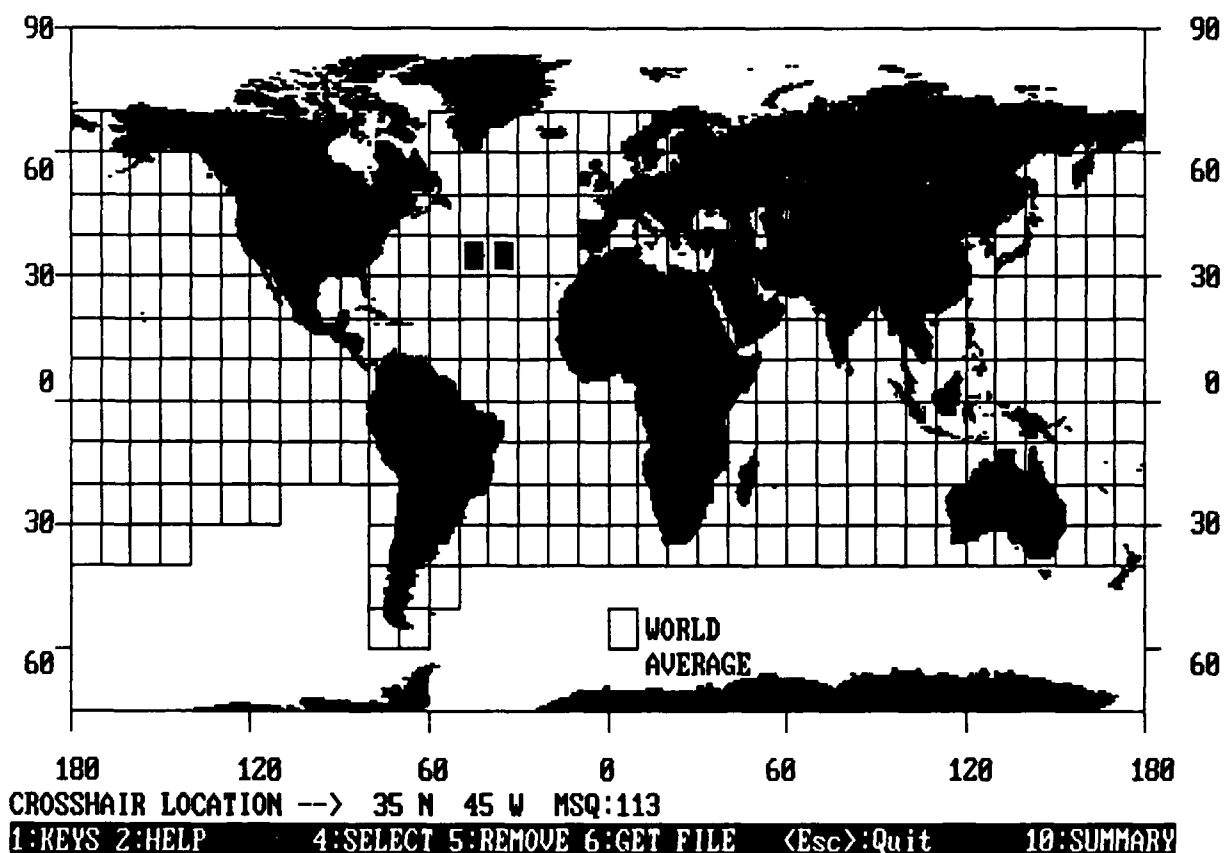 90 90
60 60
30 30
0 0
30 30
WORLD
AVERAGE
60 60
180 120 60 0 60 120 180
CROSSHAIR LOCATION --> 35 N 45 W MSQ:113
1:KEYS 2:HELP 4:SELECT 5:REMOVE 6:GET FILE <Esc>:Quit 10:SUMMARY